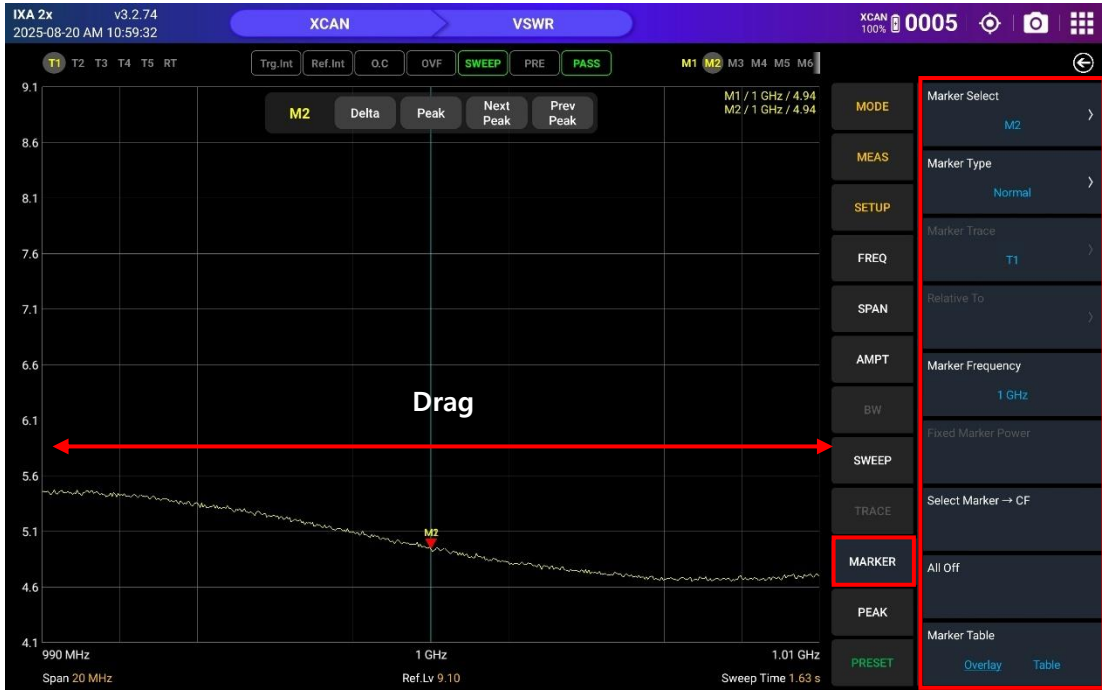 IXA 2x v3.2.74
2025-08-20 AM 10:59:32
XCAN
VSWR
XCAN
100%
0005
T1 T2 T3 T4 T5 RT
Trg.Int Ref.Int O.C OVF SWEEP PRE PASS
M1 M2 M3 M4 M5 M6
M2
Delta
Peak
Next
Peak
Prev
Peak
M1 / 1 GHz / 4.94
M2 / 1 GHz / 4.94
9.1
8.6
8.1
7.6
7.1
6.6
6.1
5.6
5.1
4.6
4.1
Drag
M2
990 MHz
1 GHz
1.01 GHz
Span 20 MHz
Ref.Lv 9.10
Sweep Time 1.63 s
MODE
MEAS
SETUP
FREQ
SPAN
AMPT
BW
SWEEP
TRACE
MARKER
PEAK
PRESET
Marker Select
M2
Marker Type
Normal
Marker Trace
T1
Relative To
Marker Frequency
1 GHz
Fixed Marker Power
Select Marker → CF
All Off
Marker Table
Overlay Table